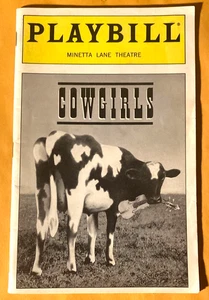 PLAYBILL
MINETTA LANE THEATRE
COWGIRLS